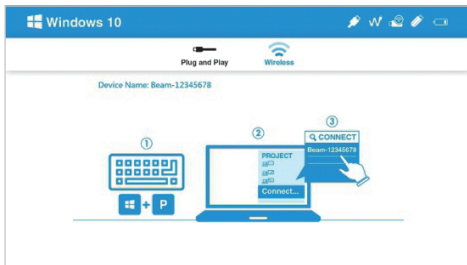 Windows 10
Plug and Play
Wireless
Device Name: Beam-12345678
①
②
③
PROJECT
Connect...
CONNECT
Beam-12345678
+ P